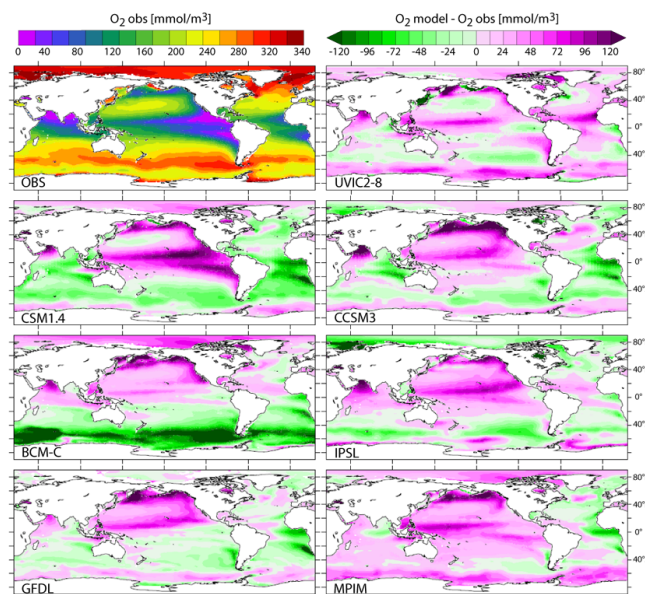 O₂ obs [mmol/m³]
0 40 80 120 160 200 240 280 320 340
O₂ model - O₂ obs [mmol/m³]
-120 -96 -72 -48 -24 0 24 48 72 96 120
OBS
UVIC2-8
80°
40°
0°
40°
CSM1.4
CCSM3
80°
40°
0°
40°
BCM-C
IPSL
80°
40°
0°
40°
GFDL
MPIM
80°
40°
0°
40°